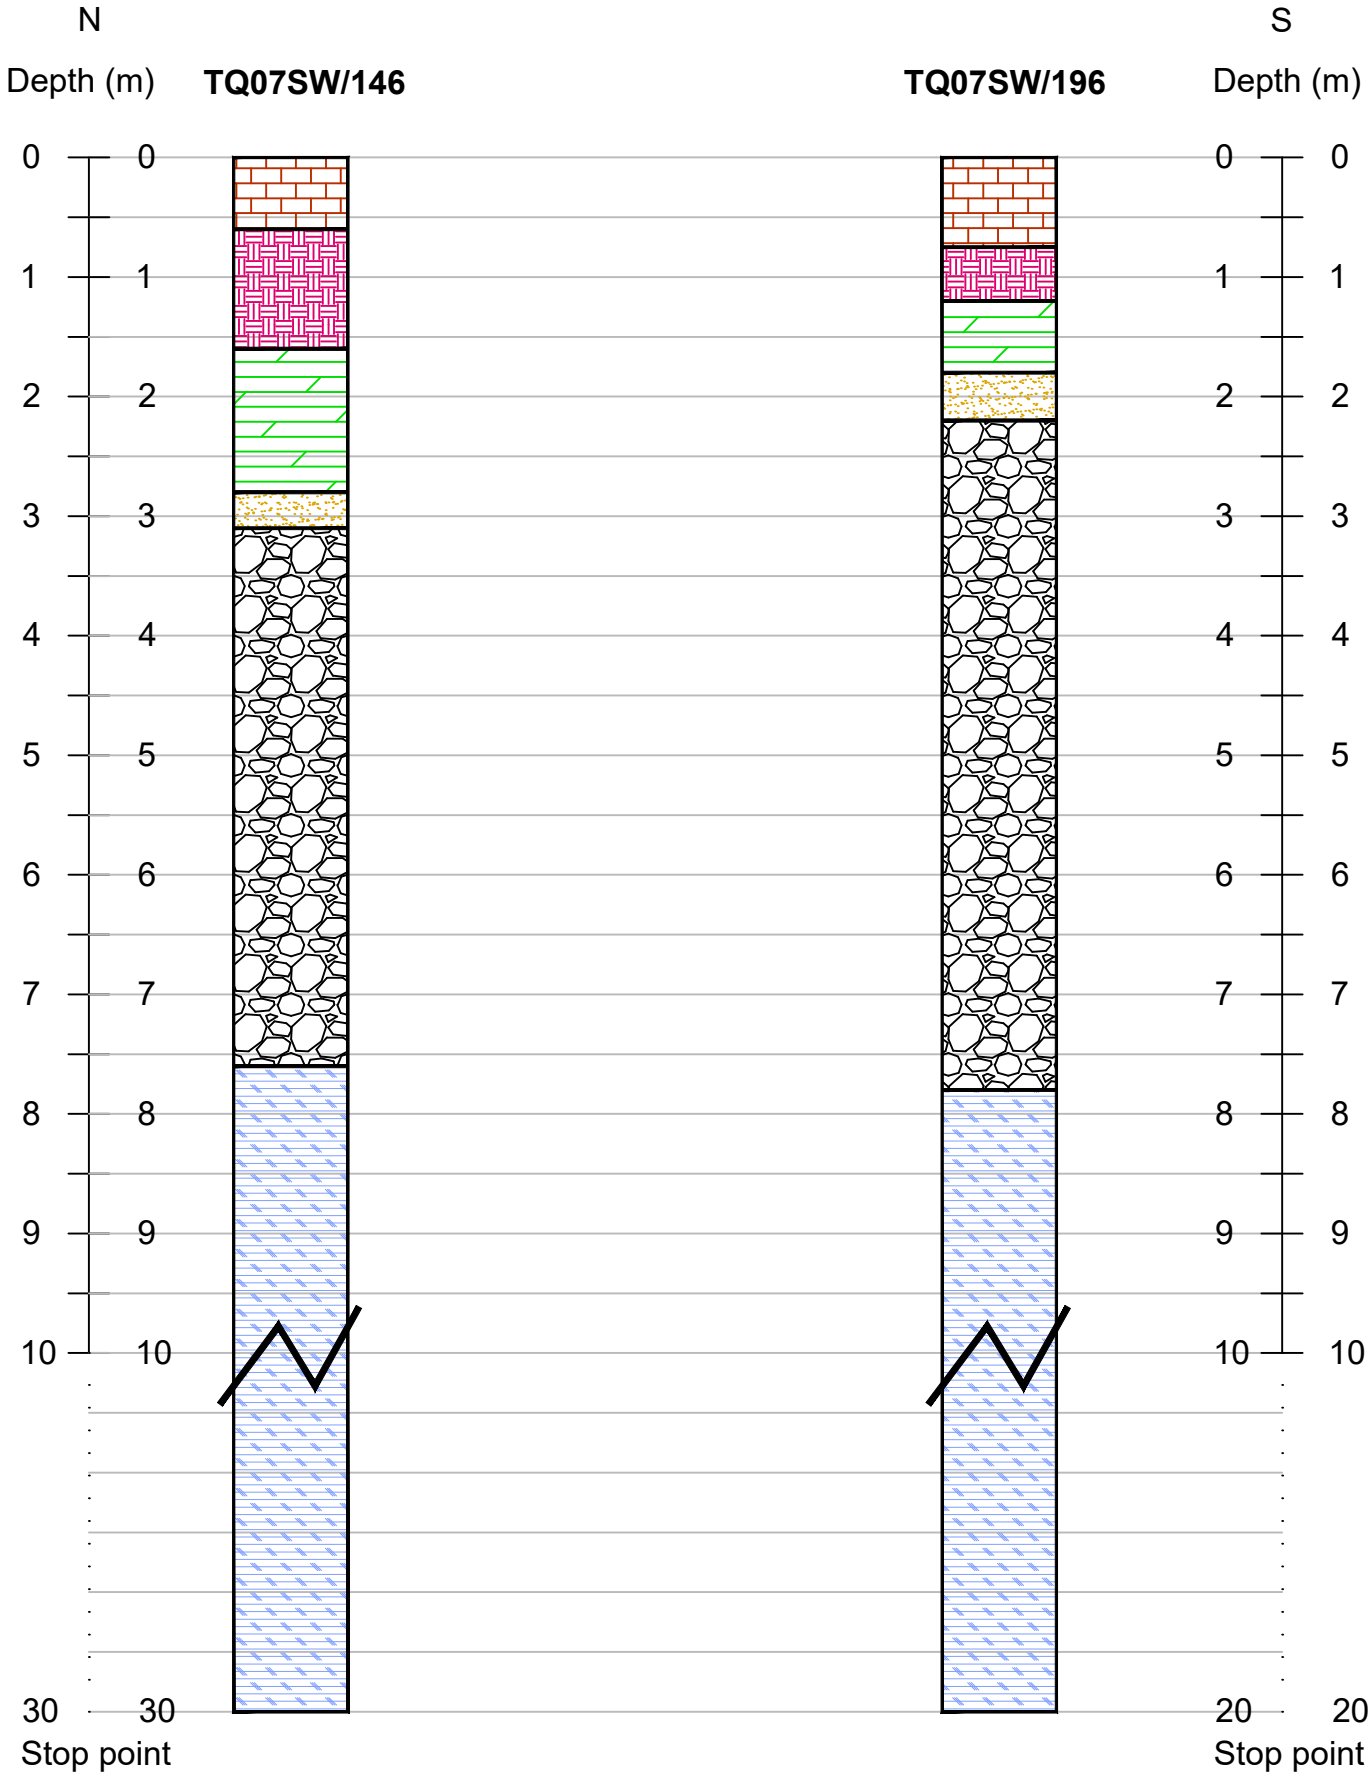 N S
Depth (m) TQ07SW/146 TQ07SW/196 Depth (m)
0 0 0 0
1 1 1 1
2 2 2 2
3 3 3 3
4 4 4 4
5 5 5 5
6 6 6 6
7 7 7 7
8 8 8 8
9 9 9 9
10 10 10 10
30 30 20 20
Stop point Stop point